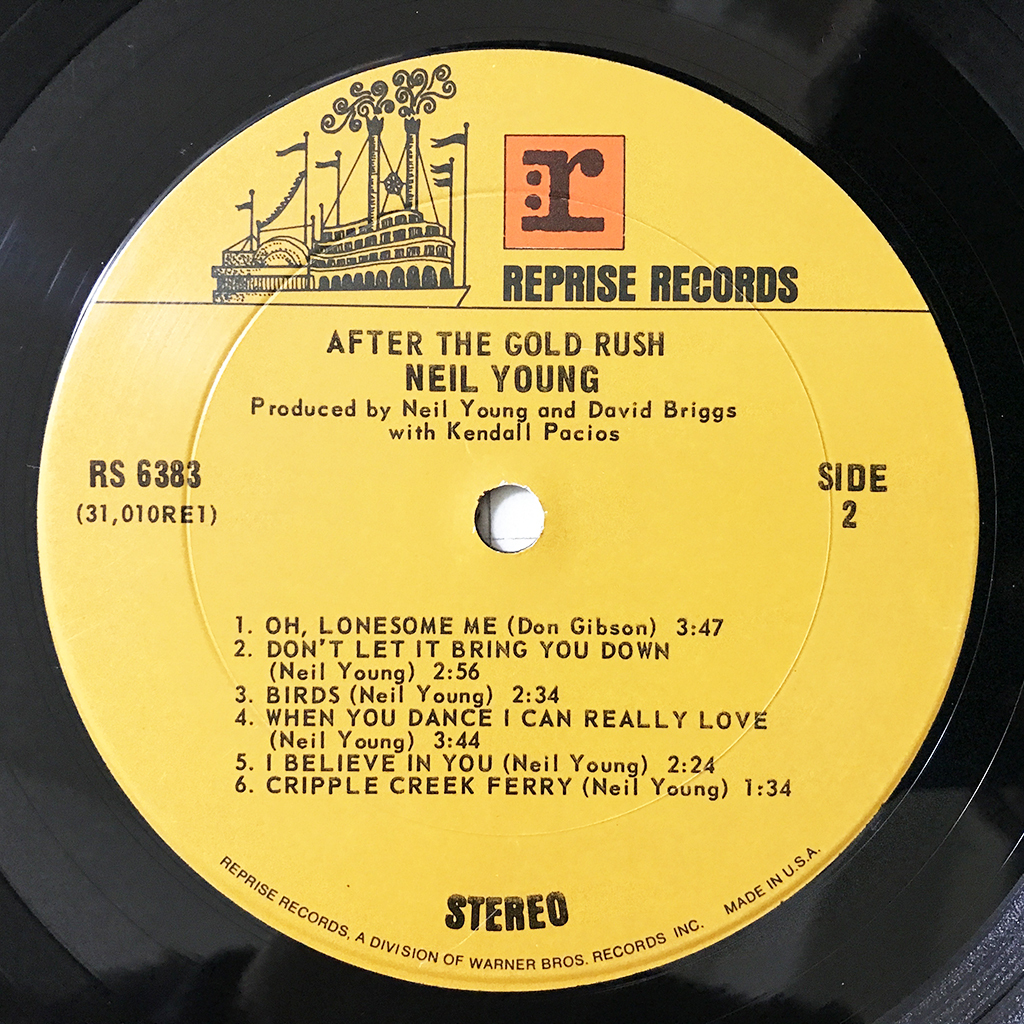 r
REPRISE RECORDS
AFTER THE GOLD RUSH
NEIL YOUNG
Produced by Neil Young and David Briggs
with Kendall Pacios
RS 6383
(31,010RE1)
SIDE
2
1. OH, LONESOME ME (Don Gibson) 3:47
2. DON'T LET IT BRING YOU DOWN
(Neil Young) 2:56
3. BIRDS (Neil Young) 2:34
4. WHEN YOU DANCE I CAN REALLY LOVE
(Neil Young) 3:44
5. I BELIEVE IN YOU (Neil Young) 2:24
6. CRIPPLE CREEK FERRY (Neil Young) 1:34
STEREO
REPRISE RECORDS, A DIVISION OF WARNER BROS. RECORDS INC. MADE IN U.S.A.